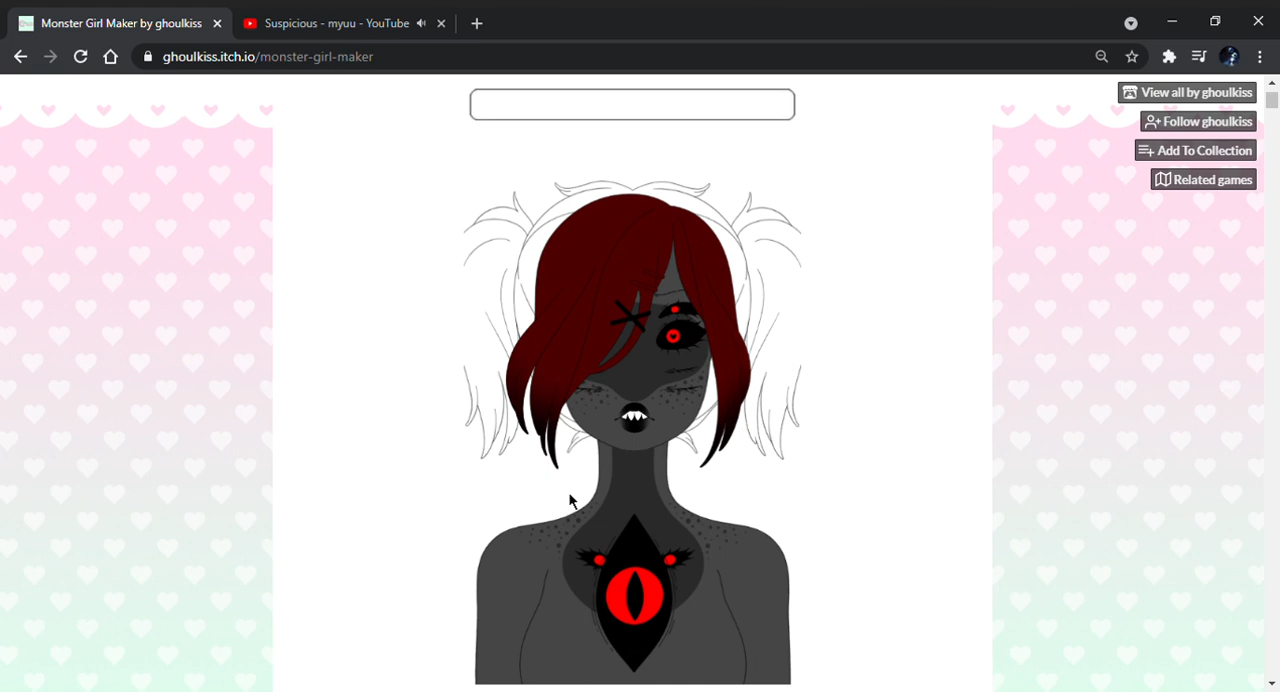 Monster Girl Maker by ghoulkiss
Suspicious - myuu - YouTube
ghoulkiss.itch.io/monster-girl-maker
View all by ghoulkiss
Follow ghoulkiss
Add To Collection
Related games